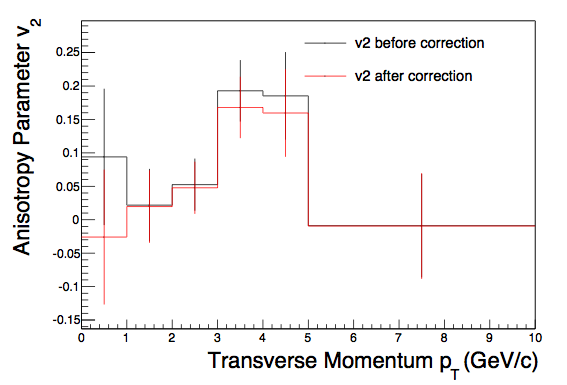 Anisotropy Parameter v2
v2 before correction
v2 after correction
0.25
0.2
0.15
0.1
0.05
0
-0.05
-0.1
-0.15
0 1 2 3 4 5 6 7 8 9 10
Transverse Momentum pT (GeV/c)